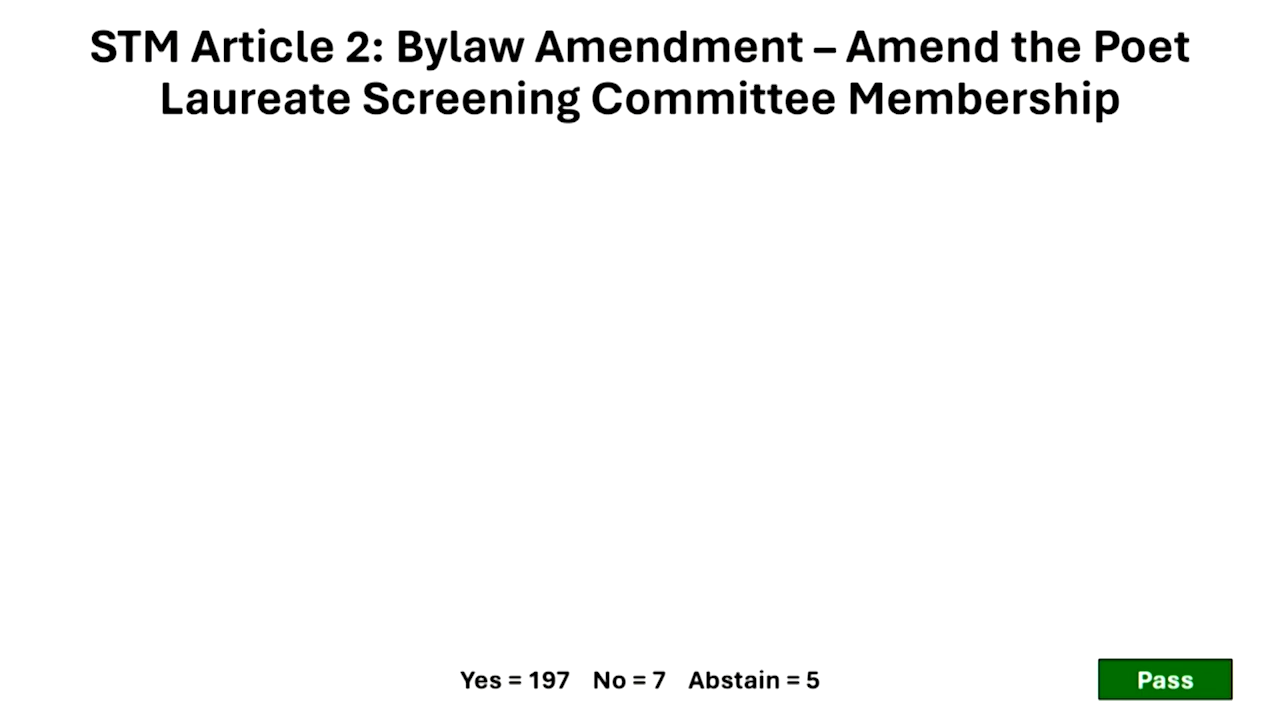 STM Article 2: Bylaw Amendment – Amend the Poet
Laureate Screening Committee Membership
Yes = 197 No = 7 Abstain = 5
Pass